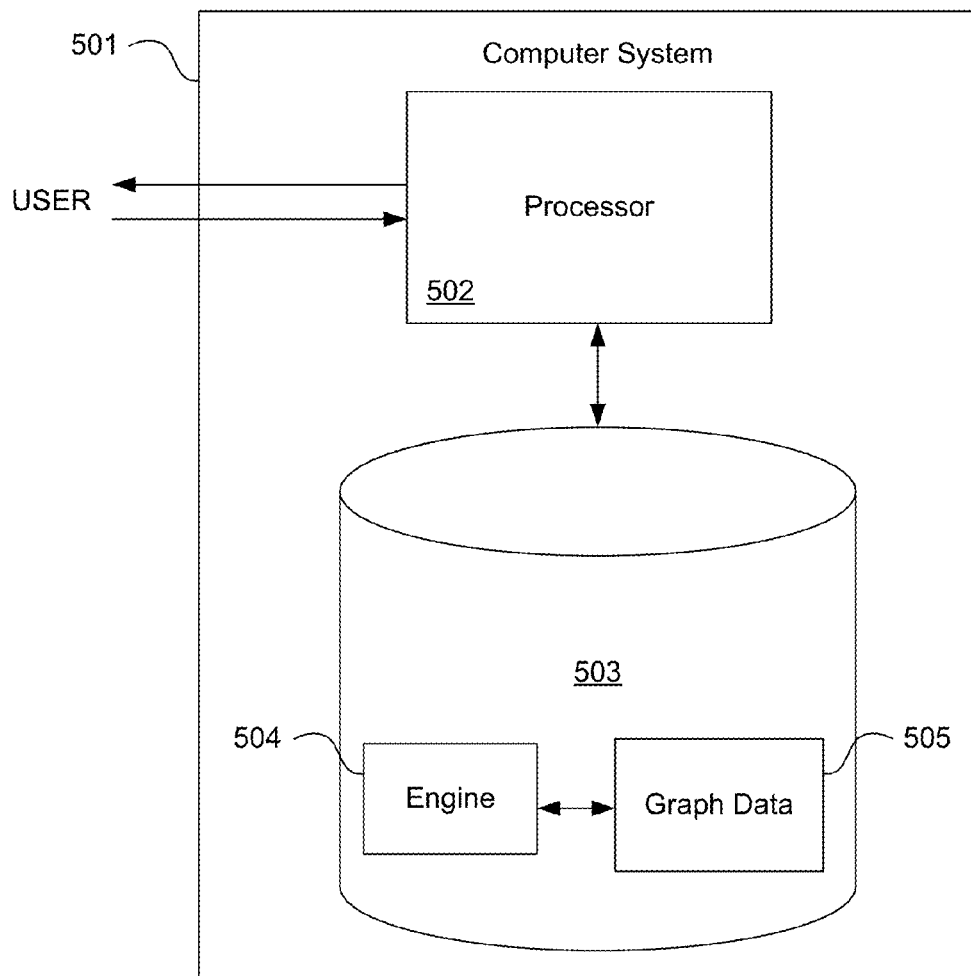 501
Computer System
USER
Processor
502
503
504
505
Engine
Graph Data